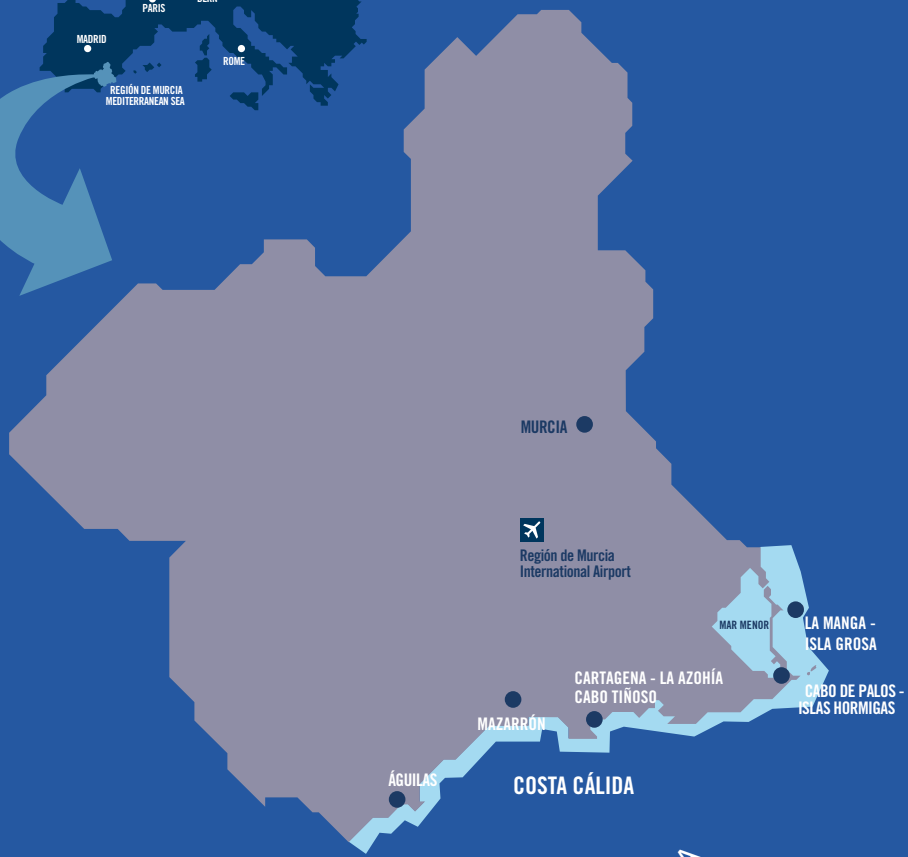 PARIS
MADRID
ROME
REGIÓN DE MURCIA
MEDITERRANEAN SEA
MURCIA
Región de Murcia
International Airport
MAR MENOR
LA MANGA -
ISLA GROSA
CARTAGENA - LA AZOHÍA
CABO TIÑOSO
CABO DE PALOS -
ISLAS HORMIGAS
MAZARRÓN
ÁGUILAS
COSTA CÁLIDA